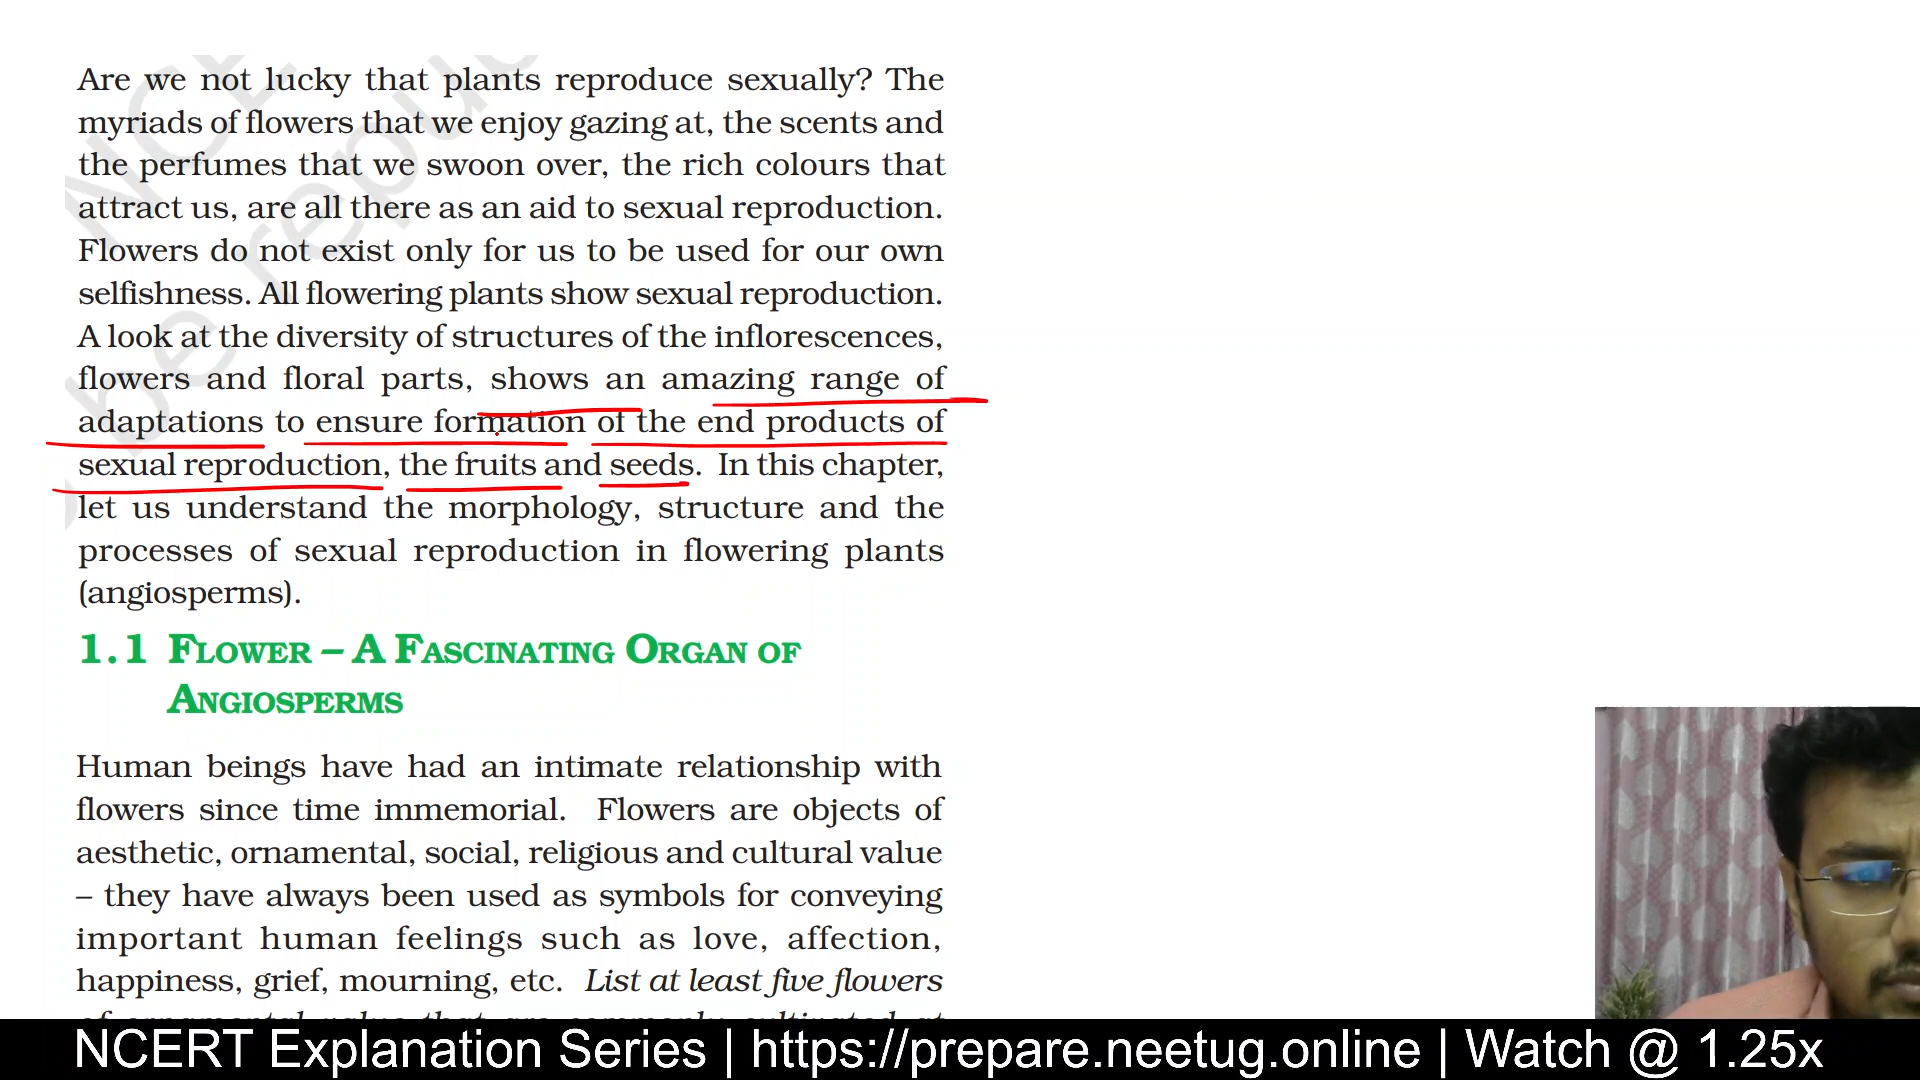 Are we not lucky that plants reproduce sexually? The
myriads of flowers that we enjoy gazing at, the scents and
the perfumes that we swoon over, the rich colours that
attract us, are all there as an aid to sexual reproduction.
Flowers do not exist only for us to be used for our own
selfishness. All flowering plants show sexual reproduction.
A look at the diversity of structures of the inflorescences,
flowers and floral parts, shows an amazing range of
adaptations to ensure formation of the end products of
sexual reproduction, the fruits and seeds. In this chapter,
let us understand the morphology, structure and the
processes of sexual reproduction in flowering plants
(angiosperms).
1.1 FLOWER – A FASCINATING ORGAN OF
ANGIOSPERMS
Human beings have had an intimate relationship with
flowers since time immemorial. Flowers are objects of
aesthetic, ornamental, social, religious and cultural value
– they have always been used as symbols for conveying
important human feelings such as love, affection,
happiness, grief, mourning, etc. List at least five flowers
of ornamental value that are commonly cultivated at
NCERT Explanation Series | https://prepare.neetug.online | Watch @ 1.25x